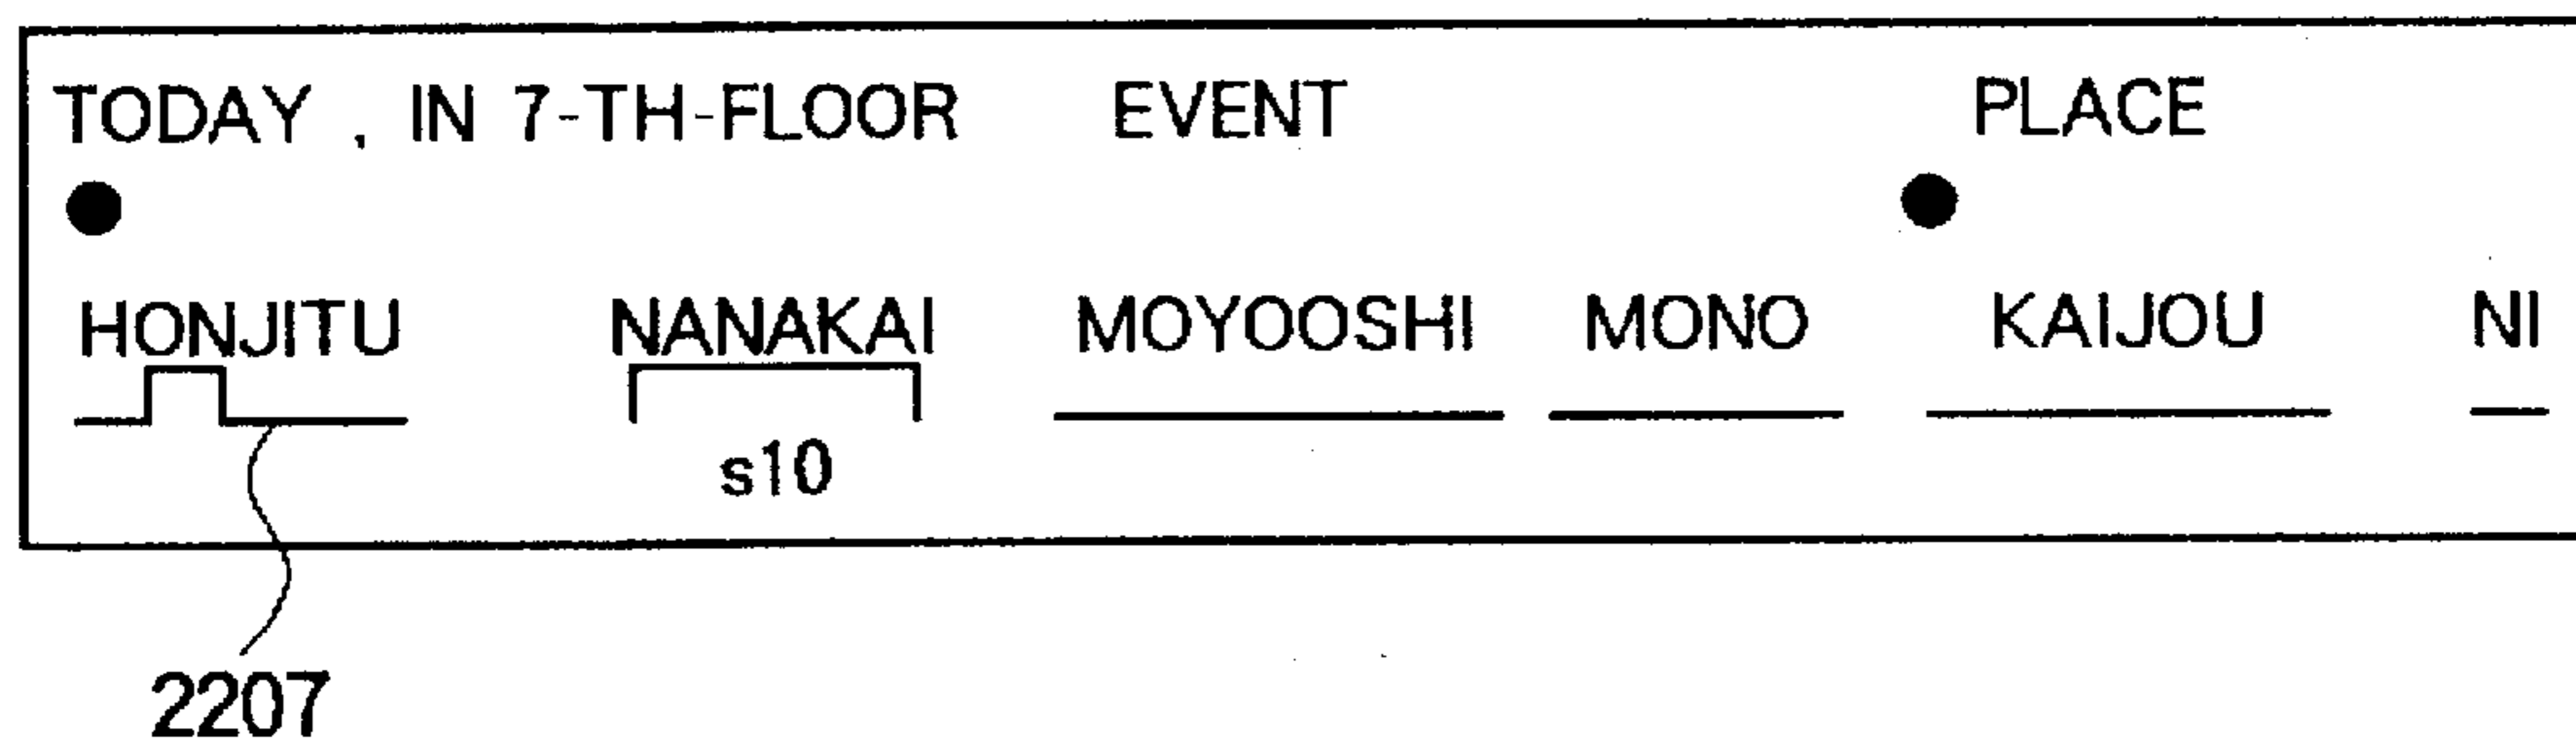 TODAY , IN 7-TH-FLOOR EVENT PLACE
HONJITU NANAKAI MOYOOSHI MONO KAIJOU NI
s10
2207